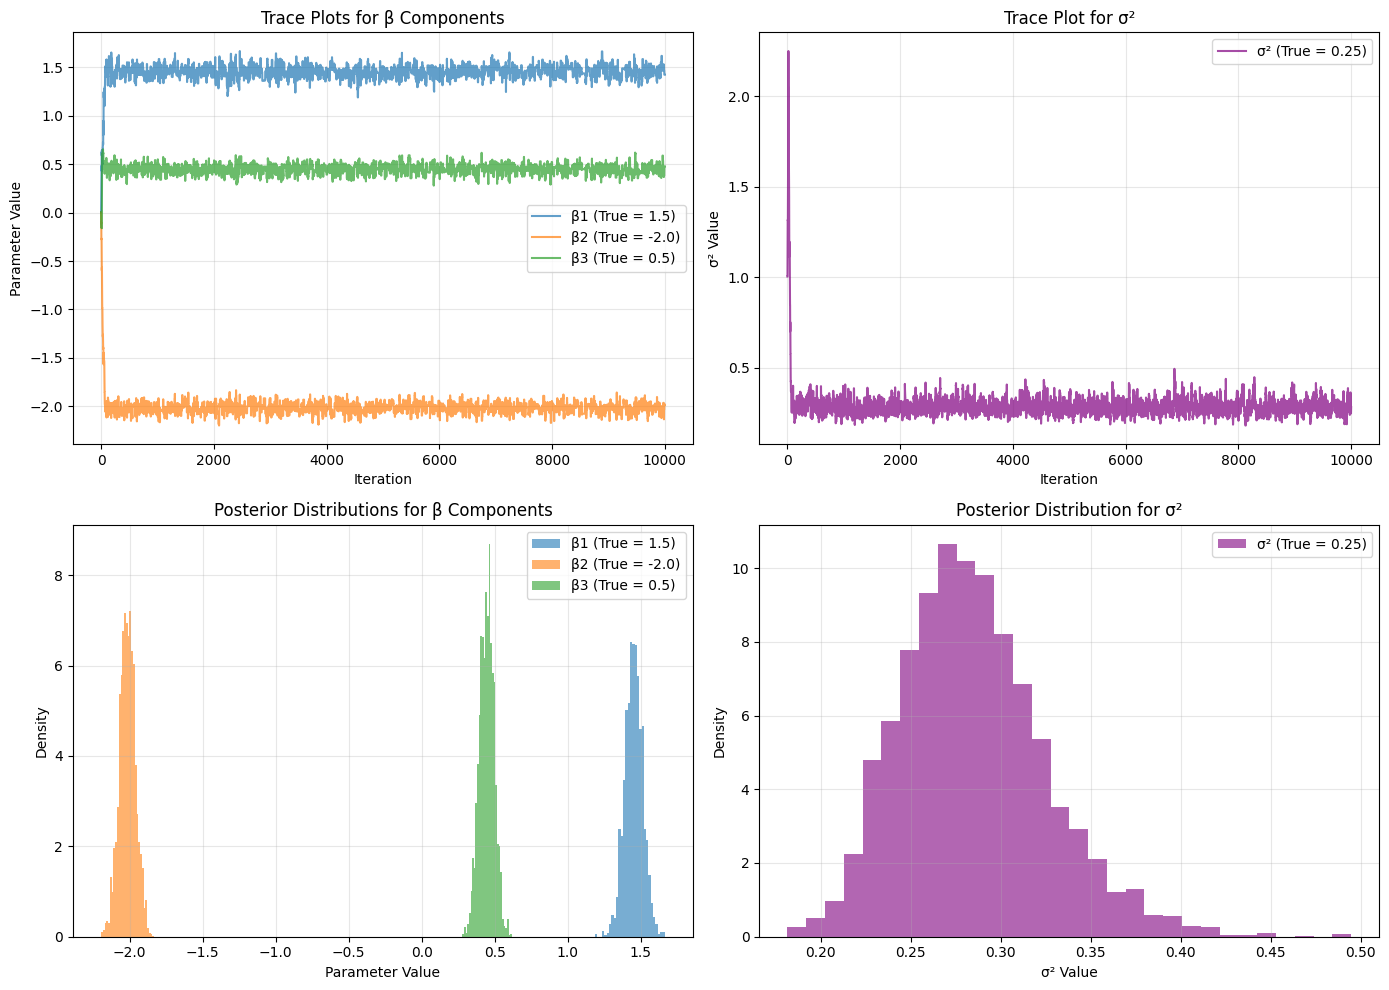 Trace Plots for β Components
Parameter Value
1.5
1.0
0.5
0.0
−0.5
−1.0
−1.5
−2.0
β1 (True = 1.5)
β2 (True = -2.0)
β3 (True = 0.5)
0 2000 4000 6000 8000 10000
Iteration
Trace Plot for σ²
σ² Value
2.0
1.5
1.0
0.5
σ² (True = 0.25)
0 2000 4000 6000 8000 10000
Iteration
Posterior Distributions for β Components
Density
8
6
4
2
0
β1 (True = 1.5)
β2 (True = -2.0)
β3 (True = 0.5)
−2.0 −1.5 −1.0 −0.5 0.0 0.5 1.0 1.5
Parameter Value
Posterior Distribution for σ²
Density
10
8
6
4
2
0
σ² (True = 0.25)
0.20 0.25 0.30 0.35 0.40 0.45 0.50
σ² Value